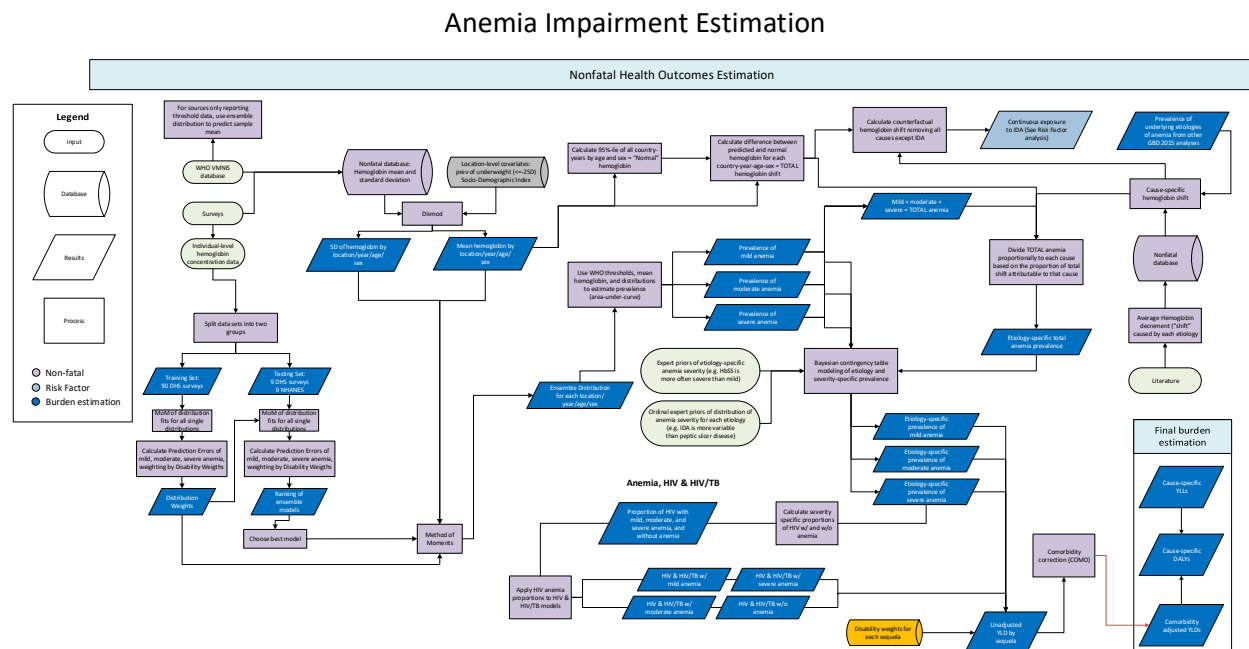 Anemia Impairment Estimation
Nonfatal Health Outcomes Estimation
Legend
Input
Database
Results
Process
Non-fatal
Risk Factor
Burden estimation
For sources only reporting
threshold data, use ensemble
distribution to predict sample
mean
WHO VMNIS
database
Surveys
Individual-level
hemoglobin
concentration data
Split data sets into two
groups
Training Set:
90 DHS surveys
Testing Set:
9 DHS surveys
9 NHANES
MoM of distribution
fits for all single
distributions
MoM of distribution
fits for all single
distributions
Calculate Prediction Errors of
mild, moderate, severe anemia,
weighting by Disability Weigths
Calculate Prediction Errors of
mild, moderate, severe anemia,
weighting by Disability Weigths
Distribution
Weights
Ranking of
ensemble
models
Choose best model
Nonfatal database:
Hemoglobin mean and
standard deviation
Location-level covariates:
prev of underweight (<=-2SD)
Socio-Demographic Index
Dismod
SD of hemoglobin by
location/year/age/
sex
Mean hemoglobin by
location/year/age/
sex
Method of
Moments
Ensemble Distribution
for each location/
year/age/sex
Calculate 95%-ile of all country-
years by age and sex = "Normal"
hemoglobin
Calculate difference between
predicted and normal
hemoglobin for each
country-year-age-sex = TOTAL
hemoglobin shift
Calculate counterfactual
hemoglobin shift removing all
causes except IDA
Continuous exposure
to IDA (See Risk Factor
analysis)
Prevalence of
underlying etiologies
of anemia from other
GBD 2015 analyses
Cause-specific
hemoglobin shift
Nonfatal
database
Average Hemoglobin
decrement ("shift"
caused by each etiology
Literature
Use WHO thresholds, mean
hemoglobin, and distributions
to estimate prevalence
(area-under-curve)
Prevalence of
mild anemia
Prevalence of
moderate anemia
Prevalence of
severe anemia
Mild + moderate +
severe = TOTAL anemia
Divide TOTAL anemia
proportionally to each cause
based on the proportion of total
shift attributable to that cause
Etiology-specific total
anemia prevalence
Expert priors of etiology-specific
anemia severity (e.g. HbSS is
more often severe than mild)
Ordinal expert priors of distribution of
anemia severity for each etiology
(e.g. IDA is more variable
than peptic ulcer disease)
Bayesian contingency table
modeling of etiology and
severity-specific prevalence
Etiology-specific
prevalence of
mild anemia
Etiology-specific
prevalence of
moderate anemia
Etiology-specific
prevalence of
severe anemia
Anemia, HIV & HIV/TB
Proportion of HIV with
mild, moderate, and
severe anemia, and
without anemia
Calculate severity
specific proportions
of HIV w/ and w/o
anemia
Apply HIV anemia
proportions to HIV &
HIV/TB models
HIV & HIV/TB w/
mild anemia
HIV & HIV/TB w/
severe anemia
HIV & HIV/TB w/
moderate anemia
HIV & HIV/TB w/o
anemia
Disability weights for
each sequela
Unadjusted
YLD by
sequela
Comorbidity
correction (COMO)
Final burden
estimation
Cause-specific
YLLs
Cause-specific
DALYs
Comorbidity
adjusted YLDs